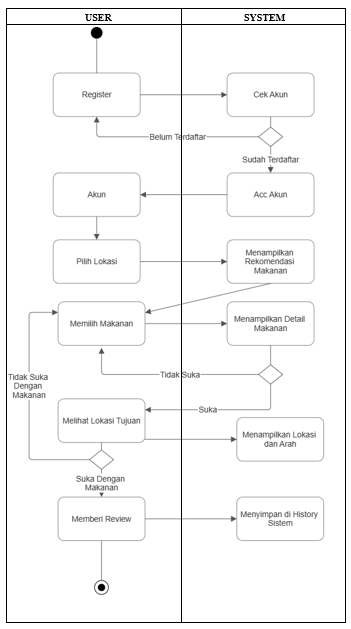 USER
SYSTEM
Register
Cek Akun
Belum Terdaftar
Sudah Terdaftar
Akun
Acc Akun
Pilih Lokasi
Menampilkan
Rekomendasi
Makanan
Memilih Makanan
Menampilkan Detail
Makanan
Tidak Suka
Dengan
Makanan
Tidak Suka
Suka
Melihat Lokasi Tujuan
Menampilkan Lokasi
dan Arah
Suka Dengan
Makanan
Memberi Review
Menyimpan di History
Sistem